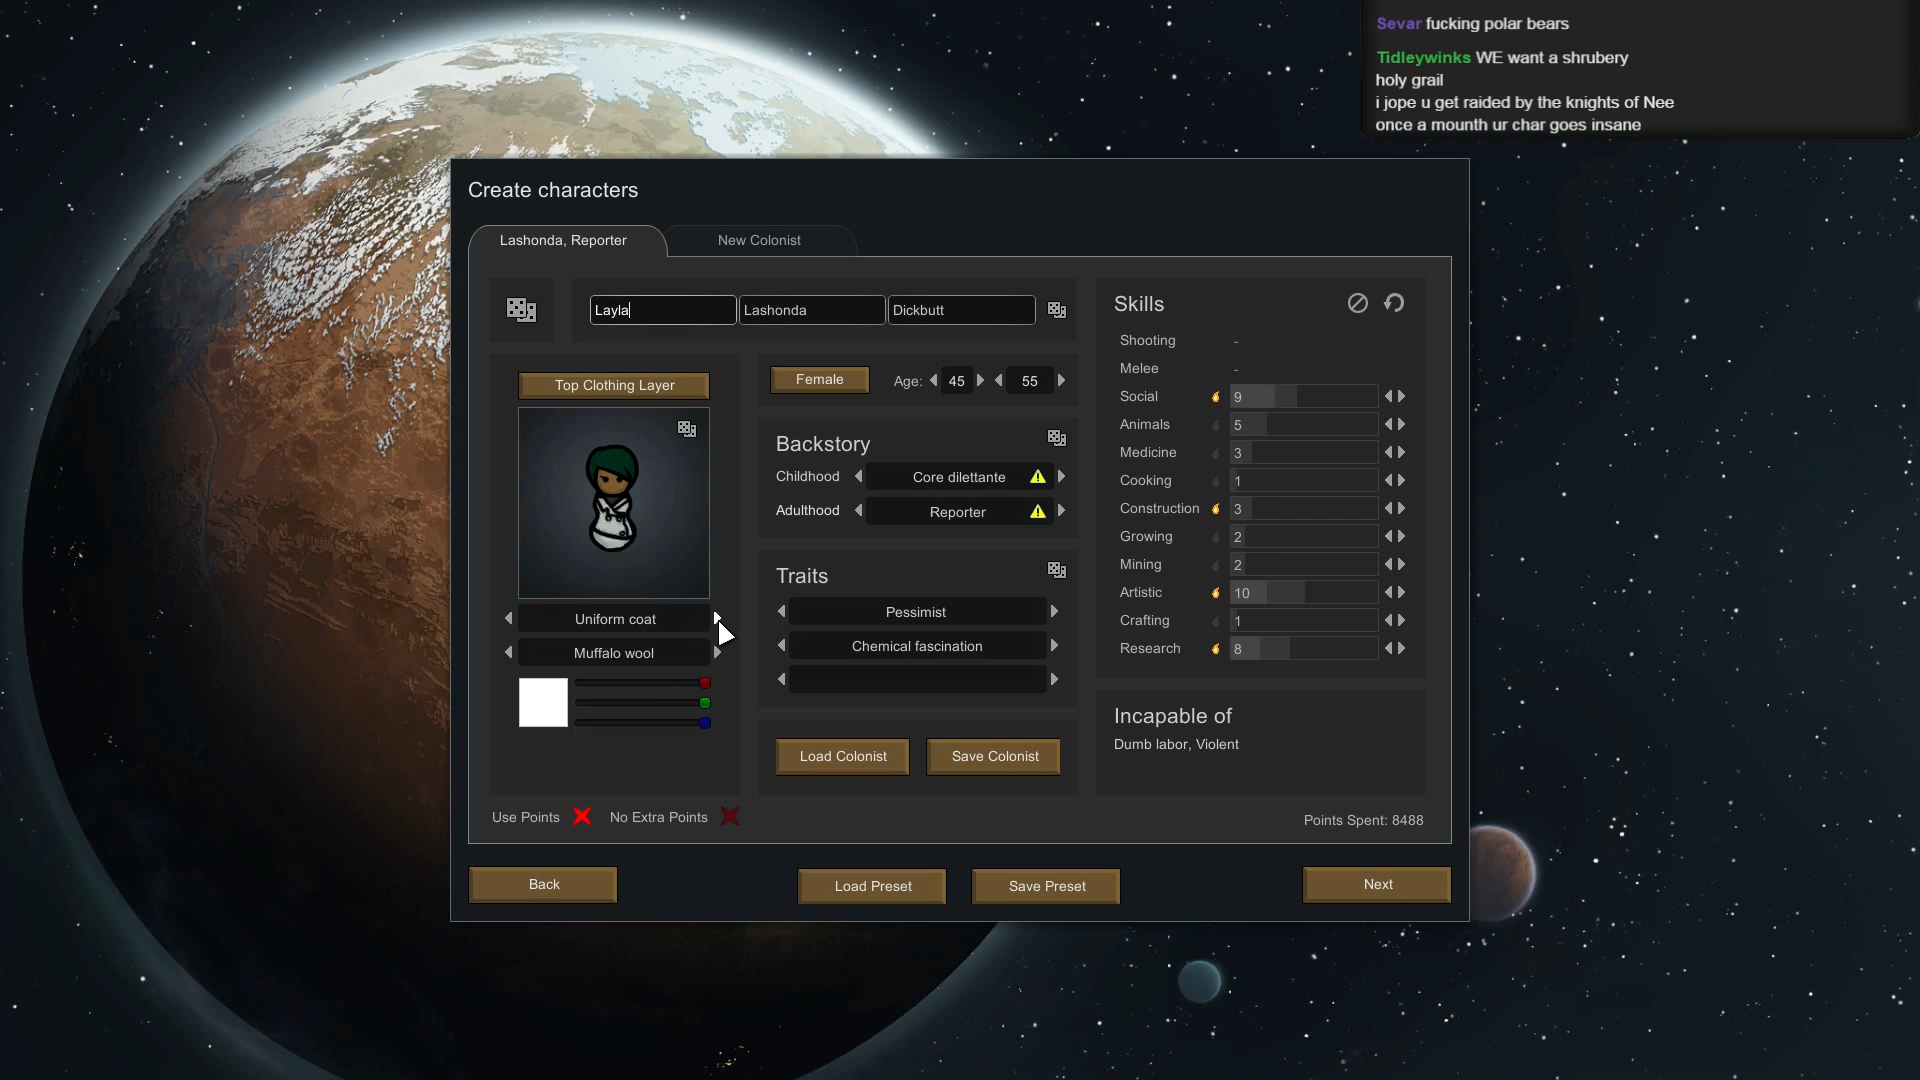 Sevar fucking polar bears
Tidleywinks WE want a shrubery
holy grail
i jope u get raided by the knights of Nee
once a mounth ur char goes insane
Create characters
Lashonda, Reporter
New Colonist
Layla
Lashonda
Dickbutt
Top Clothing Layer
Uniform coat
Muffalo wool
Female
Age:
45
55
Backstory
Childhood
Core dilettante
Adulthood
Reporter
Traits
Pessimist
Chemical fascination
Load Colonist
Save Colonist
Skills
Shooting -
Melee -
Social 9
Animals 5
Medicine 3
Cooking 1
Construction 3
Growing 2
Mining 2
Artistic 10
Crafting 1
Research 8
Incapable of
Dumb labor, Violent
Use Points
No Extra Points
Points Spent: 8488
Back
Load Preset
Save Preset
Next